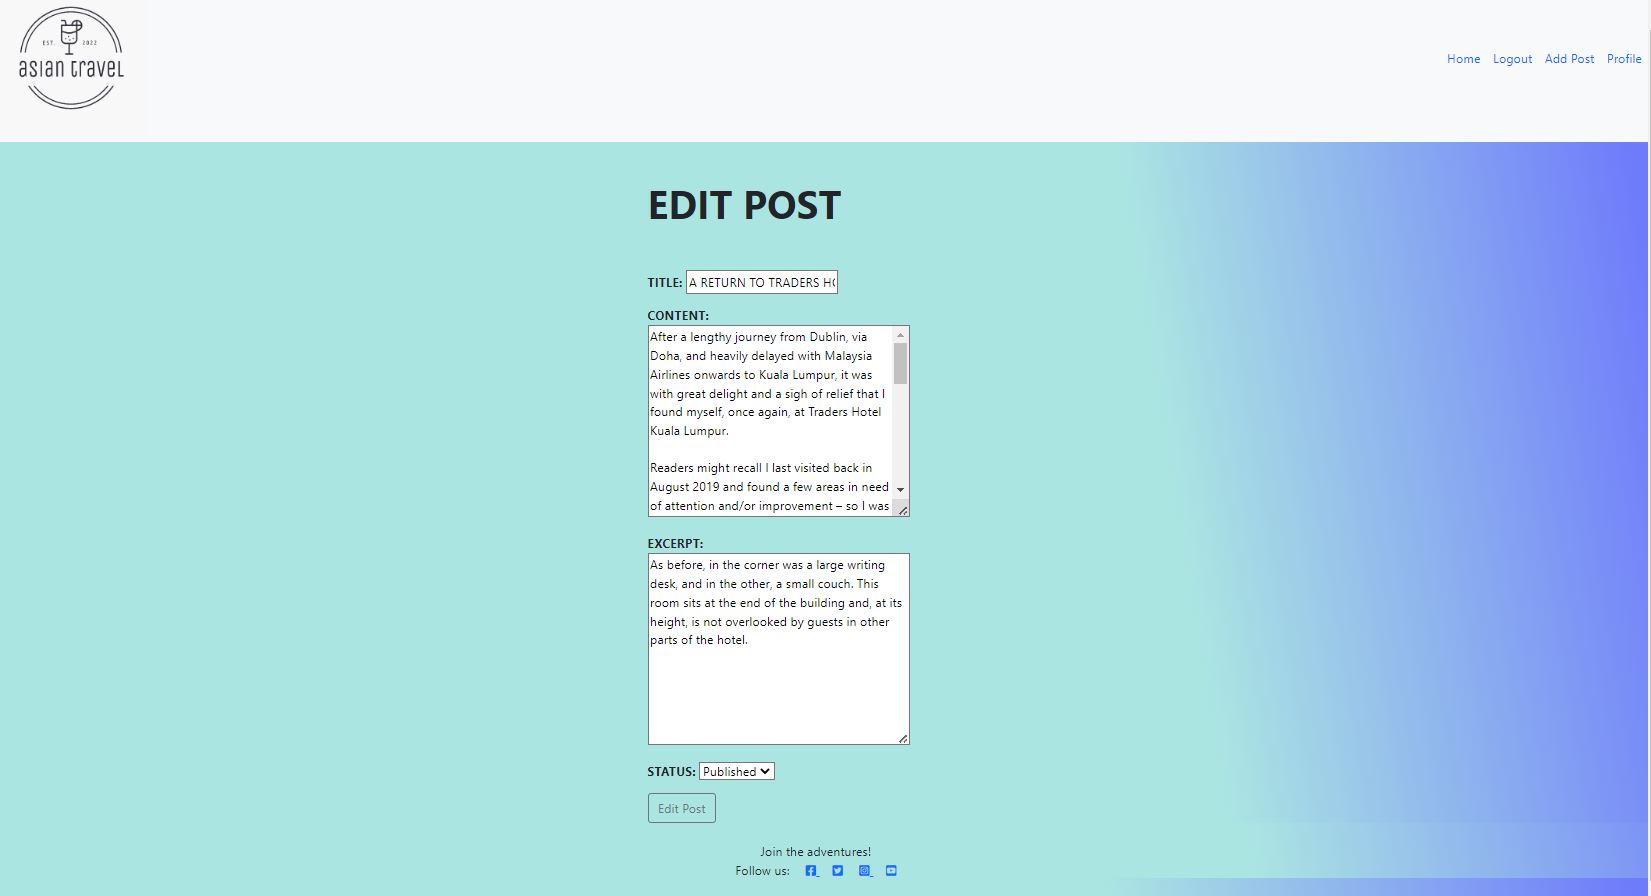 EST. 2022
asian travel
Home Logout Add Post Profile
EDIT POST
TITLE: A RETURN TO TRADERS HO
CONTENT:
After a lengthy journey from Dublin, via
Doha, and heavily delayed with Malaysia
Airlines onwards to Kuala Lumpur, it was
with great delight and a sigh of relief that I
found myself, once again, at Traders Hotel
Kuala Lumpur.
Readers might recall I last visited back in
August 2019 and found a few areas in need
of attention and/or improvement – so I was
EXCERPT:
As before, in the corner was a large writing
desk, and in the other, a small couch. This
room sits at the end of the building and, at its
height, is not overlooked by guests in other
parts of the hotel.
STATUS: Published
Edit Post
Join the adventures!
Follow us: